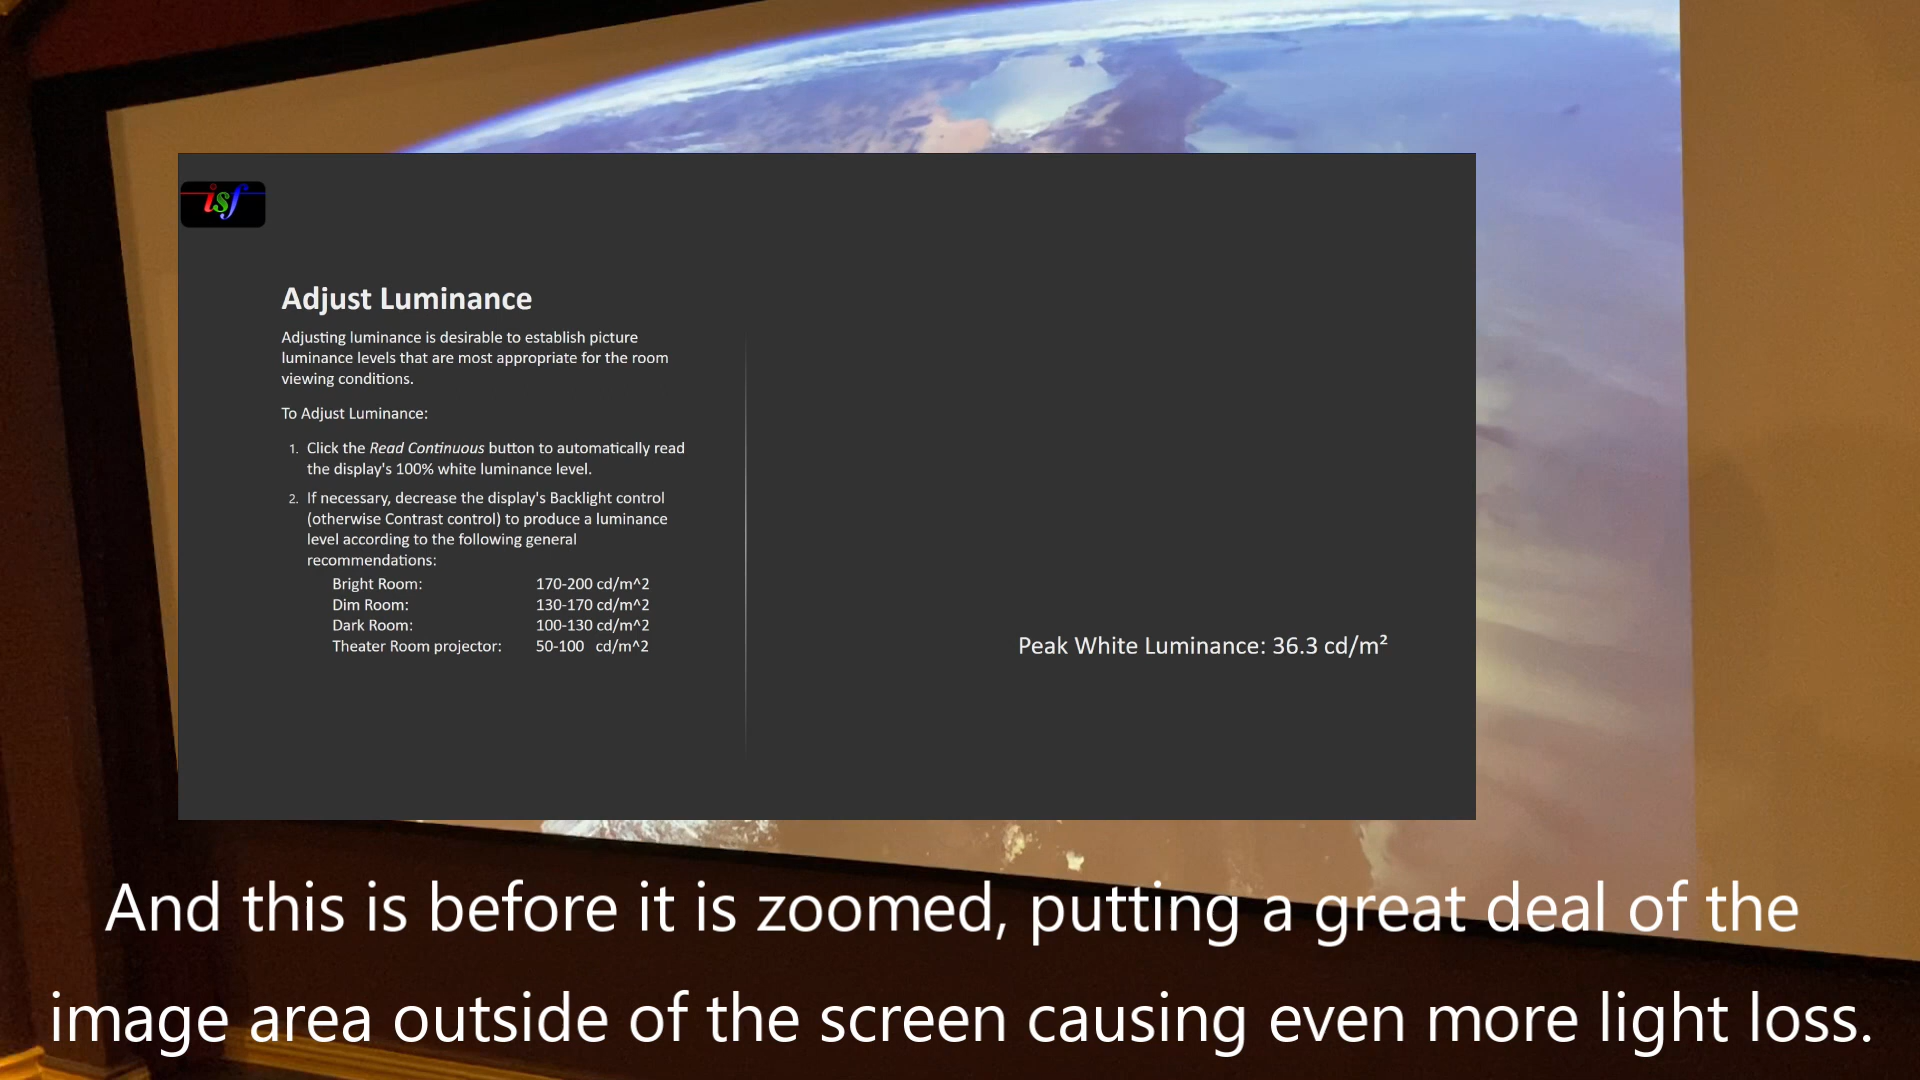 isf
Adjust Luminance
Adjusting luminance is desirable to establish picture
luminance levels that are most appropriate for the room
viewing conditions.
To Adjust Luminance:
1. Click the Read Continuous button to automatically read
the display's 100% white luminance level.
2. If necessary, decrease the display's Backlight control
(otherwise Contrast control) to produce a luminance
level according to the following general
recommendations:
Bright Room: 170-200 cd/m^2
Dim Room: 130-170 cd/m^2
Dark Room: 100-130 cd/m^2
Theater Room projector: 50-100 cd/m^2
Peak White Luminance: 36.3 cd/m²
And this is before it is zoomed, putting a great deal of the
image area outside of the screen causing even more light loss.